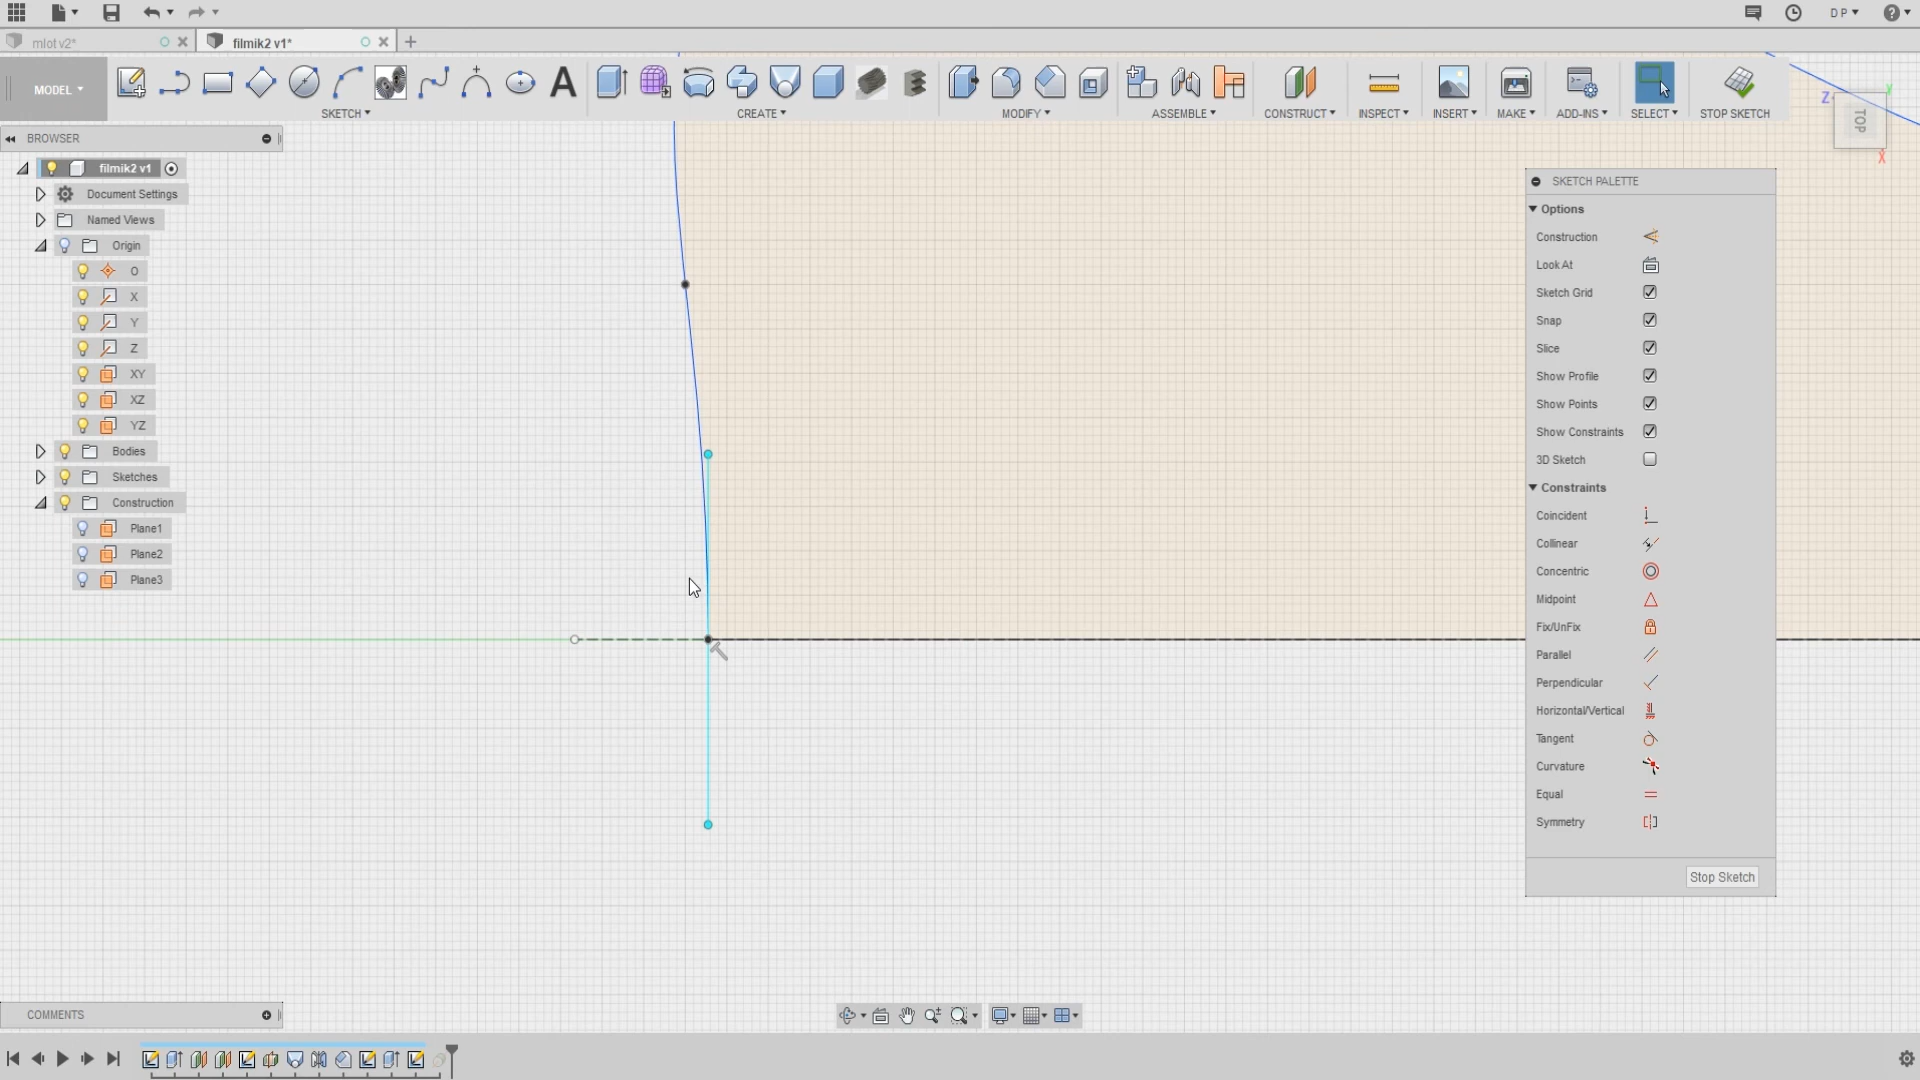 D P
mlot v2*
filmik2 v1*
MODEL
SKETCH
CREATE
MODIFY
ASSEMBLE
CONSTRUCT
INSPECT
INSERT
MAKE
ADD-INS
SELECT
STOP SKETCH
Z
Y
TOP
X
BROWSER
filmik2 v1
Document Settings
Named Views
Origin
O
X
Y
Z
XY
XZ
YZ
Bodies
Sketches
Construction
Plane1
Plane2
Plane3
SKETCH PALETTE
Options
Construction
Look At
Sketch Grid
Snap
Slice
Show Profile
Show Points
Show Constraints
3D Sketch
Constraints
Coincident
Collinear
Concentric
Midpoint
Fix/UnFix
Parallel
Perpendicular
Horizontal/Vertical
Tangent
Curvature
Equal
Symmetry
Stop Sketch
COMMENTS